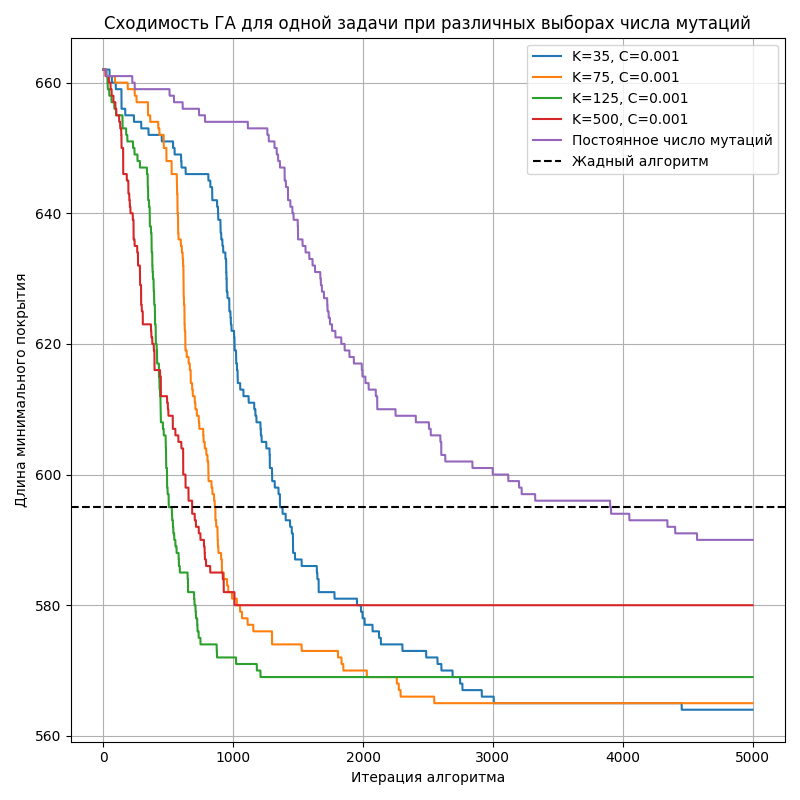 Сходимость ГА для одной задачи при различных выборах числа мутаций
K=35, C=0.001
K=75, C=0.001
K=125, C=0.001
K=500, C=0.001
Постоянное число мутаций
Жадный алгоритм
Длина минимального покрытия
660
640
620
600
580
560
0 1000 2000 3000 4000 5000
Итерация алгоритма